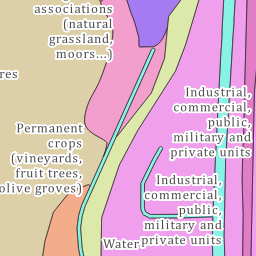 associations
(natural
grassland,
moors...)
res
Industrial,
commercial,
public,
military and
private units
Permanent
crops
(vineyards,
fruit trees,
olive groves)
Industrial,
commercial,
public,
military and
private units
Water